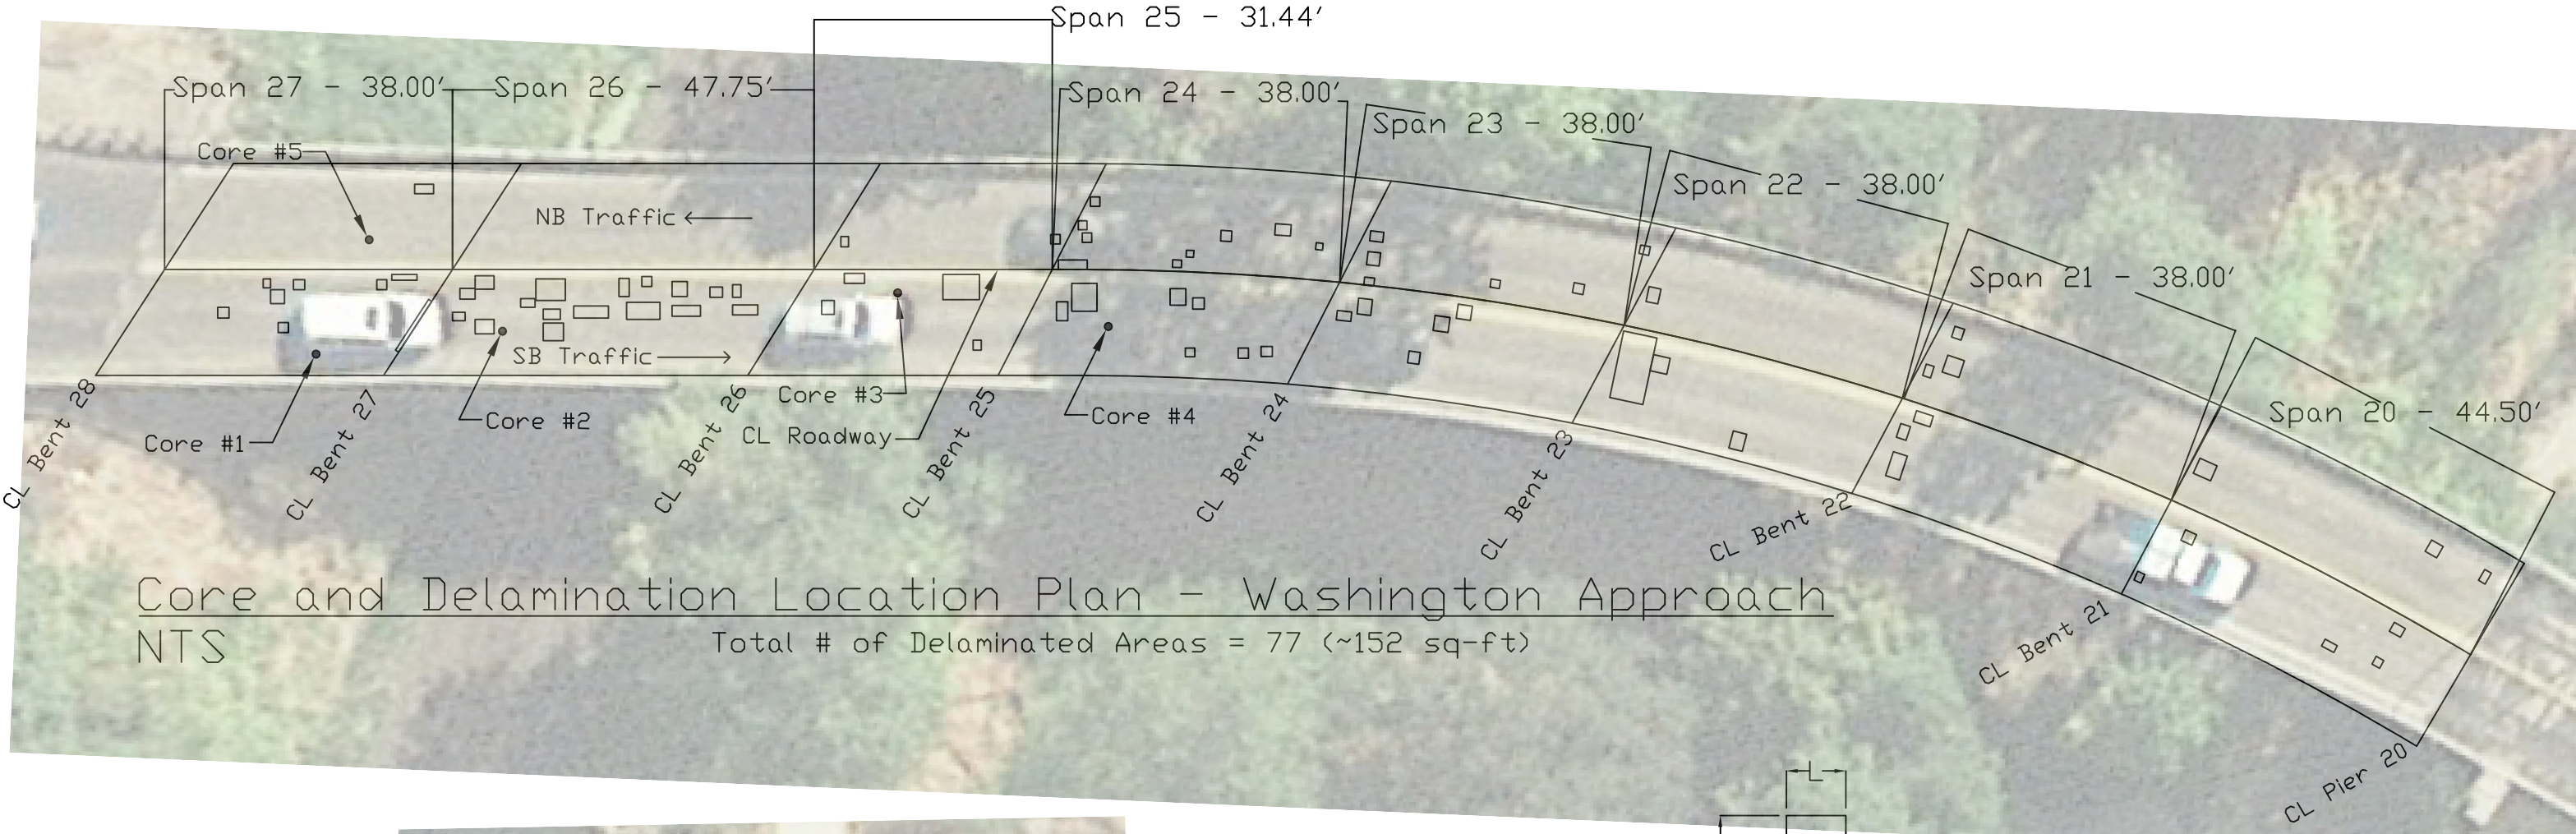 Span 25 - 31.44'
Span 27 - 38.00'
Span 26 - 47.75'
Span 24 - 38.00'
Span 23 - 38.00'
Span 22 - 38.00'
Span 21 - 38.00'
Span 20 - 44.50'
Core #5
NB Traffic
SB Traffic
Core #1
Core #2
Core #3
CL Roadway
Core #4
CL Bent 28
CL Bent 27
CL Bent 26
CL Bent 25
CL Bent 24
CL Bent 23
CL Bent 22
CL Bent 21
CL Pier 20
Core and Delamination Location Plan - Washington Approach
NTS
Total # of Delaminated Areas = 77 (~152 sq-ft)
L